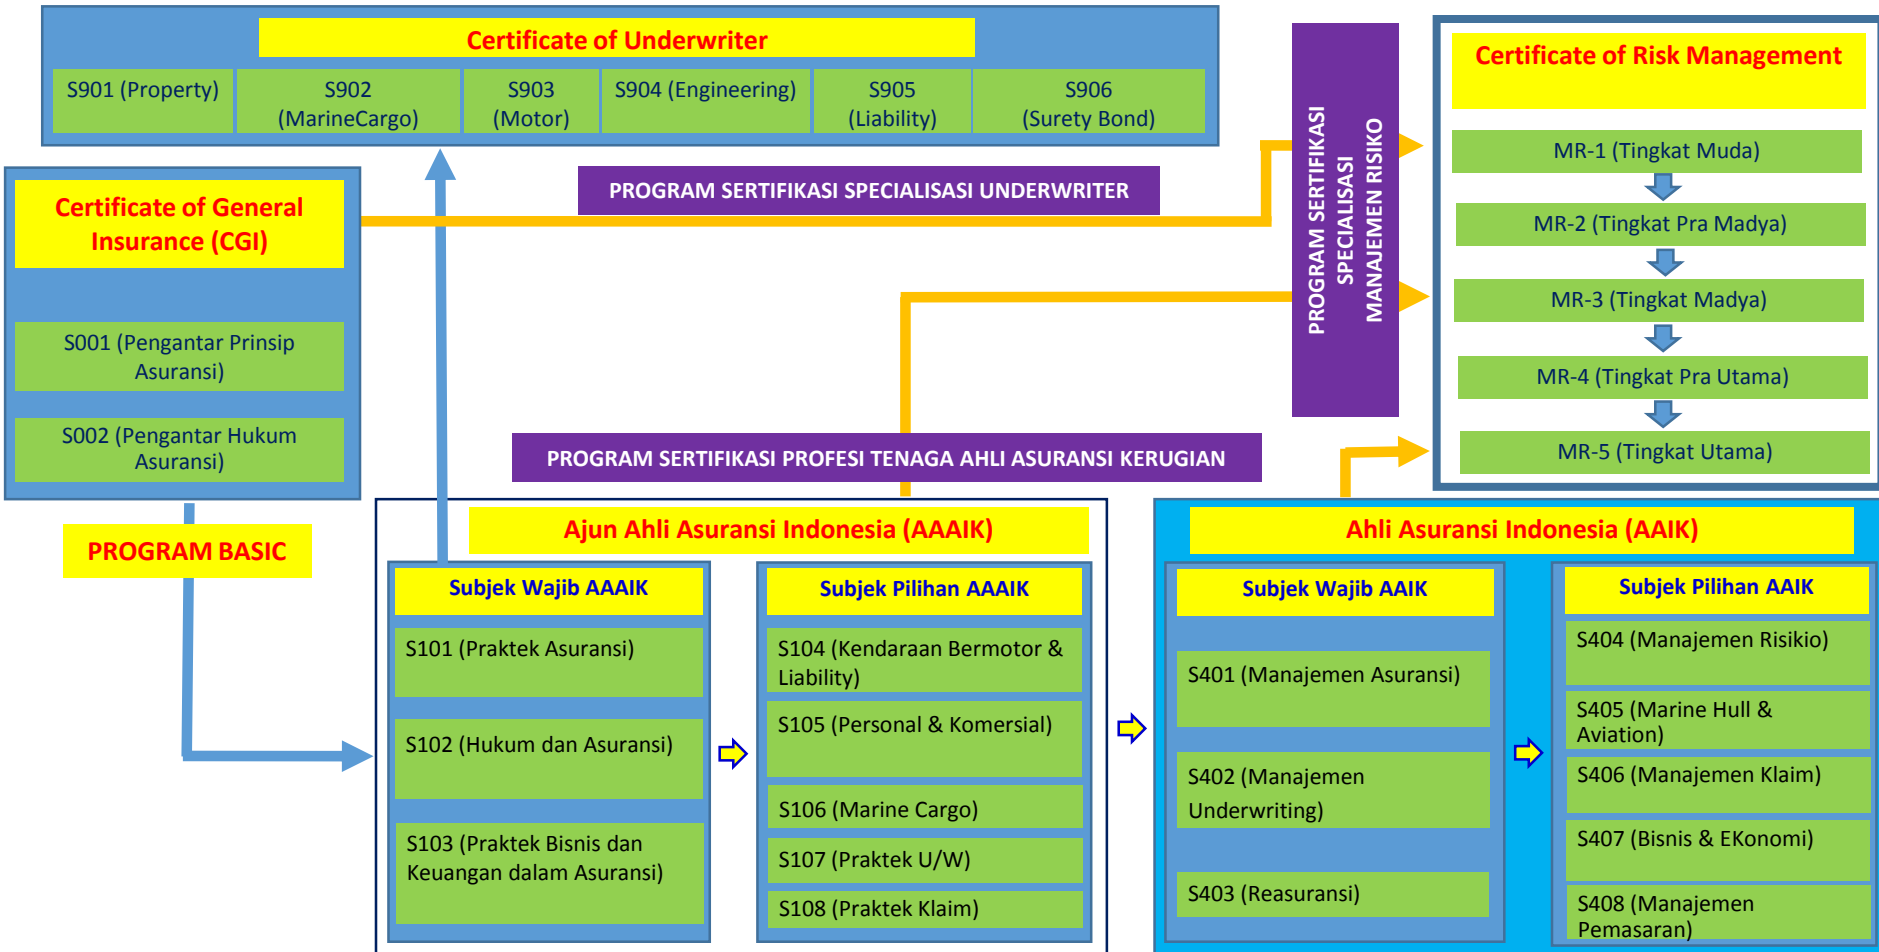 Certificate of Underwriter
S901 (Property)
S902
(MarineCargo)
S903
(Motor)
S904 (Engineering)
S905
(Liability)
S906
(Surety Bond)
PROGRAM SERTIFIKASI
SPECIALISASI
MANAJEMEN RISIKO
Certificate of Risk Management
MR-1 (Tingkat Muda)
MR-2 (Tingkat Pra Madya)
MR-3 (Tingkat Madya)
MR-4 (Tingkat Pra Utama)
MR-5 (Tingkat Utama)
PROGRAM SERTIFIKASI SPECIALISASI UNDERWRITER
Certificate of General
Insurance (CGI)
S001 (Pengantar Prinsip
Asuransi)
S002 (Pengantar Hukum
Asuransi)
PROGRAM BASIC
PROGRAM SERTIFIKASI PROFESI TENAGA AHLI ASURANSI KERUGIAN
Ajun Ahli Asuransi Indonesia (AAAIK)
Subjek Wajib AAAIK
S101 (Praktek Asuransi)
S102 (Hukum dan Asuransi)
S103 (Praktek Bisnis dan
Keuangan dalam Asuransi)
Subjek Pilihan AAAIK
S104 (Kendaraan Bermotor &
Liability)
S105 (Personal & Komersial)
S106 (Marine Cargo)
S107 (Praktek U/W)
S108 (Praktek Klaim)
Ahli Asuransi Indonesia (AAIK)
Subjek Wajib AAIK
S401 (Manajemen Asuransi)
S402 (Manajemen
Underwriting)
S403 (Reasuransi)
Subjek Pilihan AAIK
S404 (Manajemen Risikio)
S405 (Marine Hull &
Aviation)
S406 (Manajemen Klaim)
S407 (Bisnis & EKonomi)
S408 (Manajemen
Pemasaran)